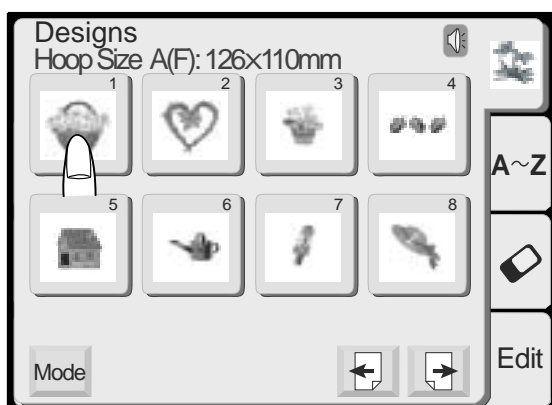 Designs
Hoop Size A(F): 126×110mm
1 2 3 4
A~Z
5 6 7 8
Mode
Edit